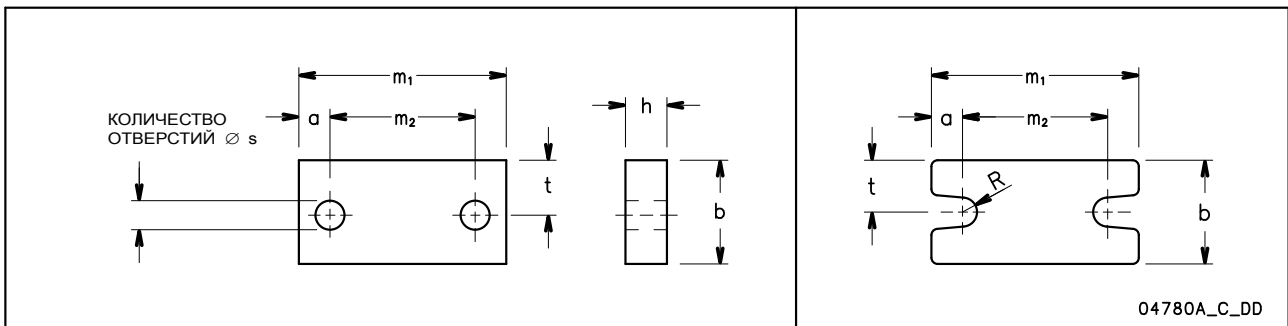 m₁
КОЛИЧЕСТВО
ОТВЕРСТИЙ ∅ s
a
m₂
h
t
b
m₁
a
m₂
t
R
b
04780A_C_DD